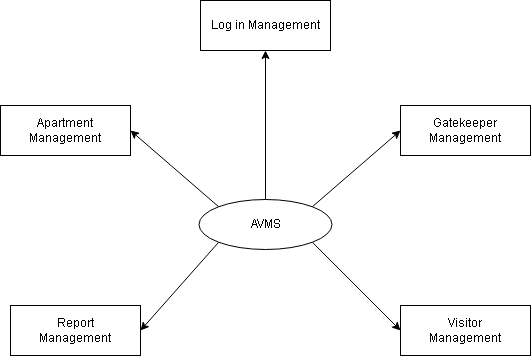 Log in Management
Apartment
Management
Gatekeeper
Management
AVMS
Report
Management
Visitor
Management